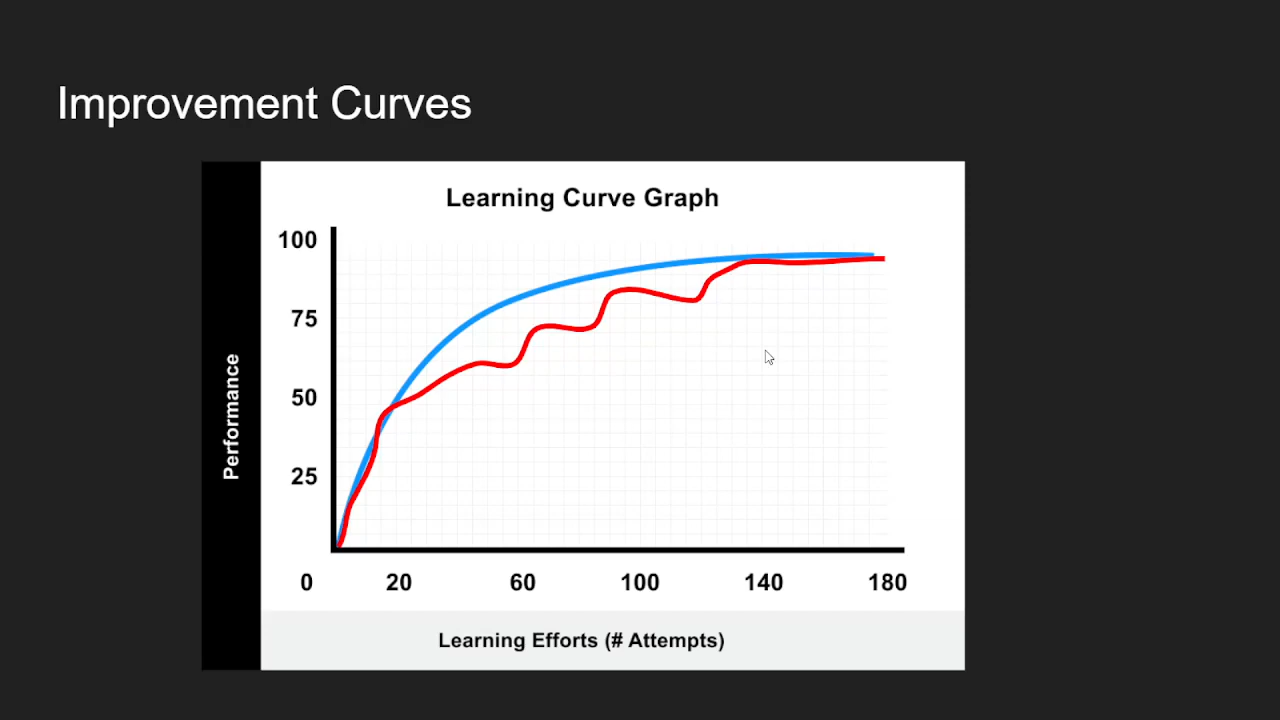 Improvement Curves
Learning Curve Graph
100
75
50
25
Performance
0 20 60 100 140 180
Learning Efforts (# Attempts)